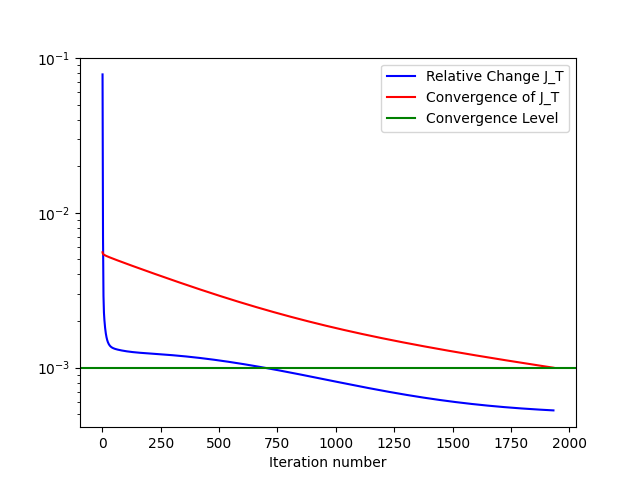 10⁻¹
10⁻²
10⁻³
Relative Change J_T
Convergence of J_T
Convergence Level
0 250 500 750 1000 1250 1500 1750 2000
Iteration number